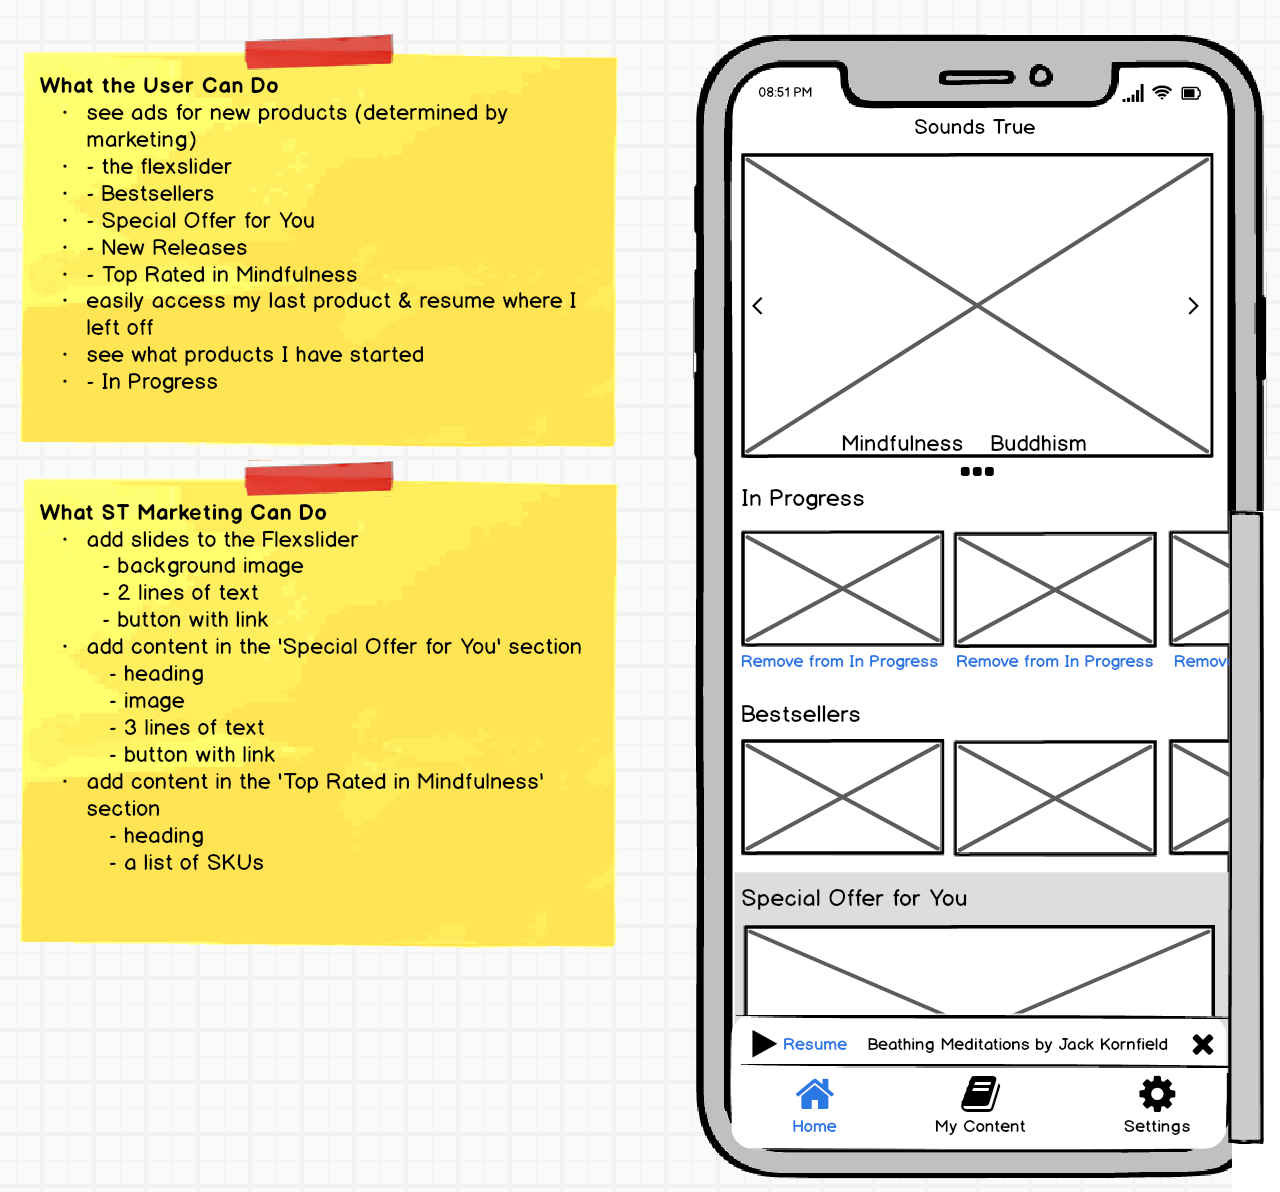 What the User Can Do
· see ads for new products (determined by
marketing)
· - the flexslider
· - Bestsellers
· - Special Offer for You
· - New Releases
· - Top Rated in Mindfulness
· easily access my last product & resume where I
left off
· see what products I have started
· - In Progress
What ST Marketing Can Do
· add slides to the Flexslider
- background image
- 2 lines of text
- button with link
· add content in the 'Special Offer for You' section
- heading
- image
- 3 lines of text
- button with link
· add content in the 'Top Rated in Mindfulness'
section
- heading
- a list of SKUs
08:51 PM
Sounds True
Mindfulness Buddhism
In Progress
Remove from In Progress Remove from In Progress Remov
Bestsellers
Special Offer for You
Resume Beathing Meditations by Jack Kornfield
Home My Content Settings